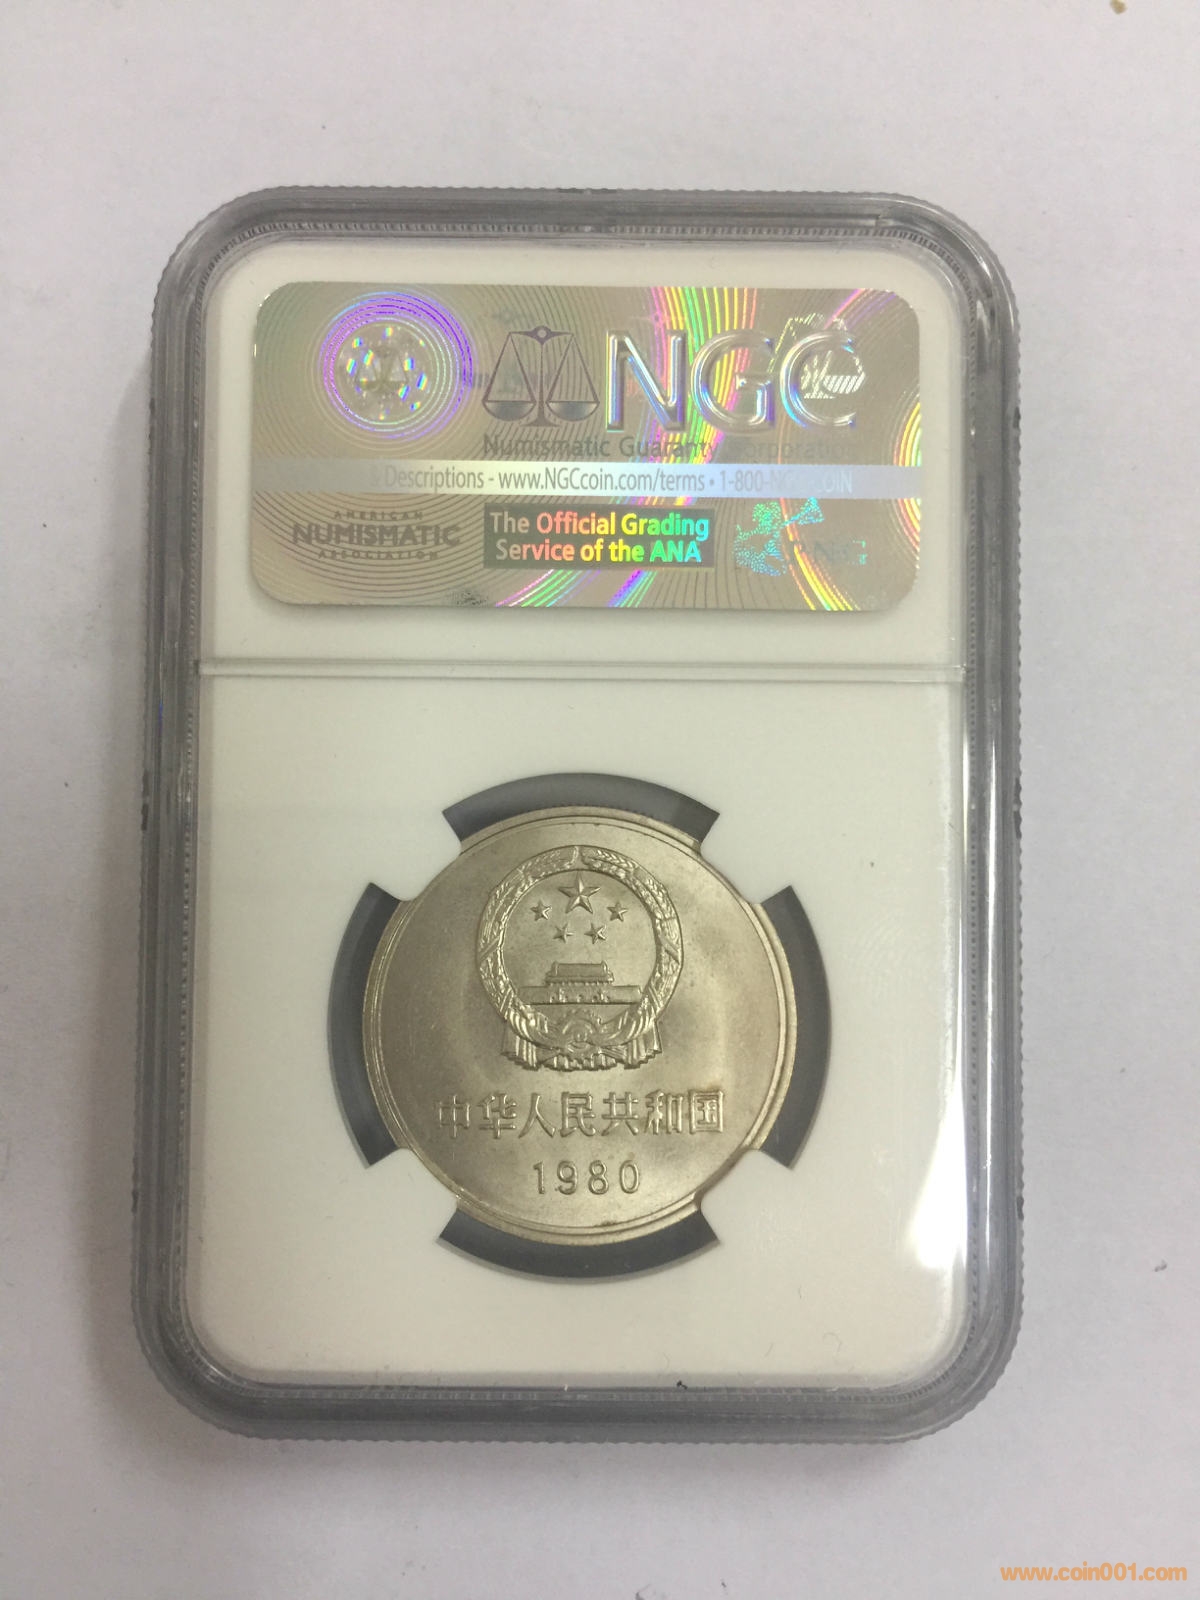 NGC
Numismatic Guaranty Corporation
& Descriptions - www.NGCcoin.com/terms • 1-800-NGC-COIN
AMERICAN
NUMISMATIC
ASSOCIATION
The Official Grading
Service of the ANA
PNG
中华人民共和国
1980
www.coin001.com